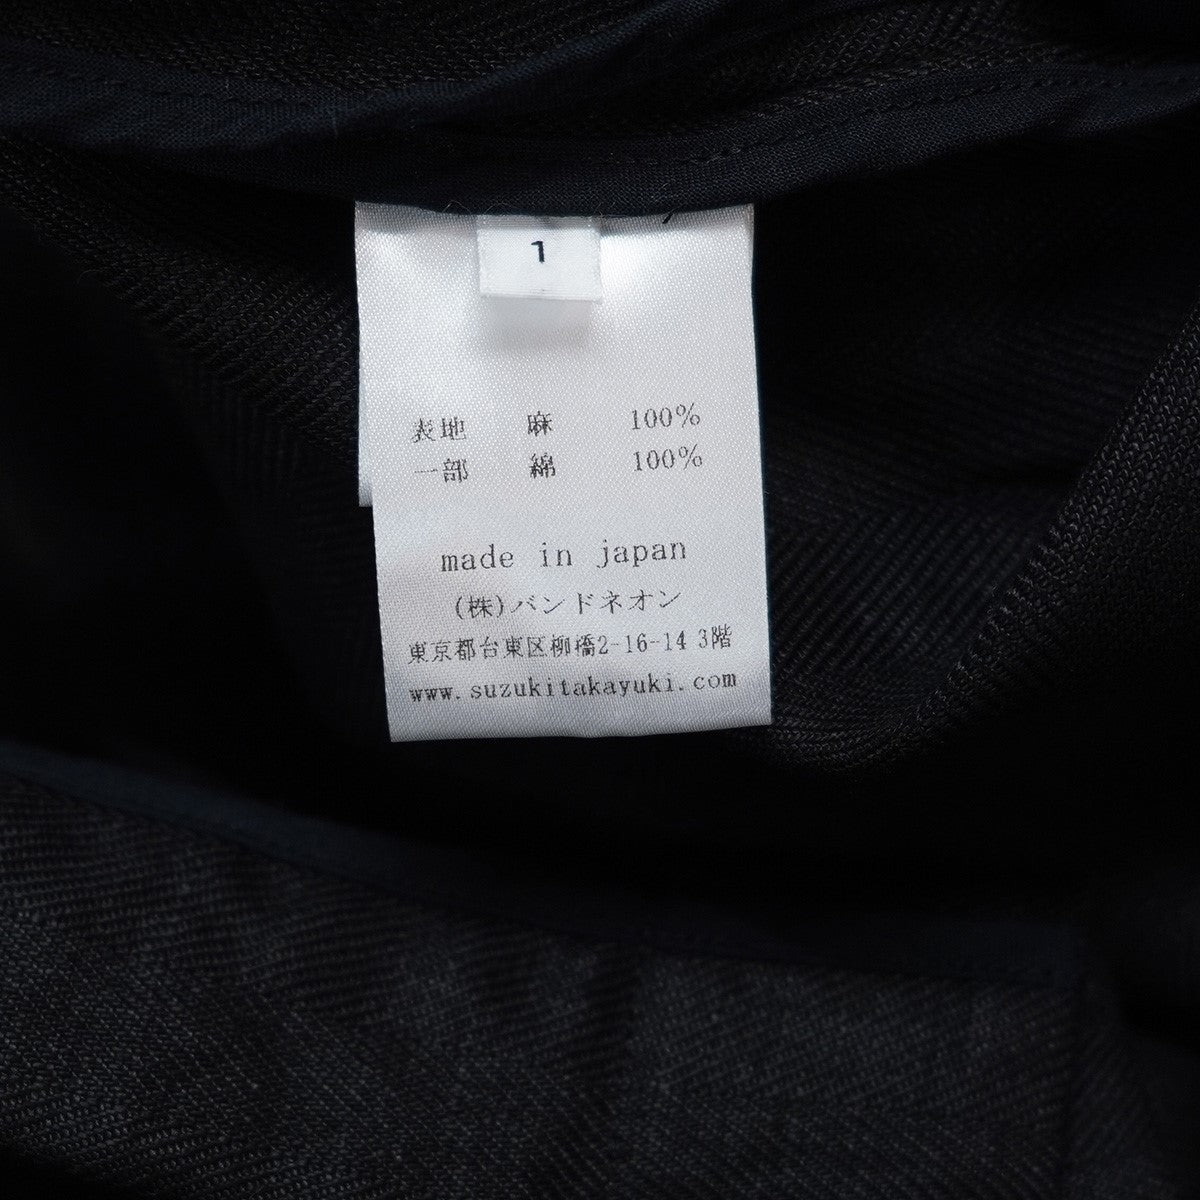 1
表地 麻 100%
一部 綿 100%
made in japan
(株)バンドネオン
東京都台東区柳橋2-16-14 3階
www.suzukitakayuki.com